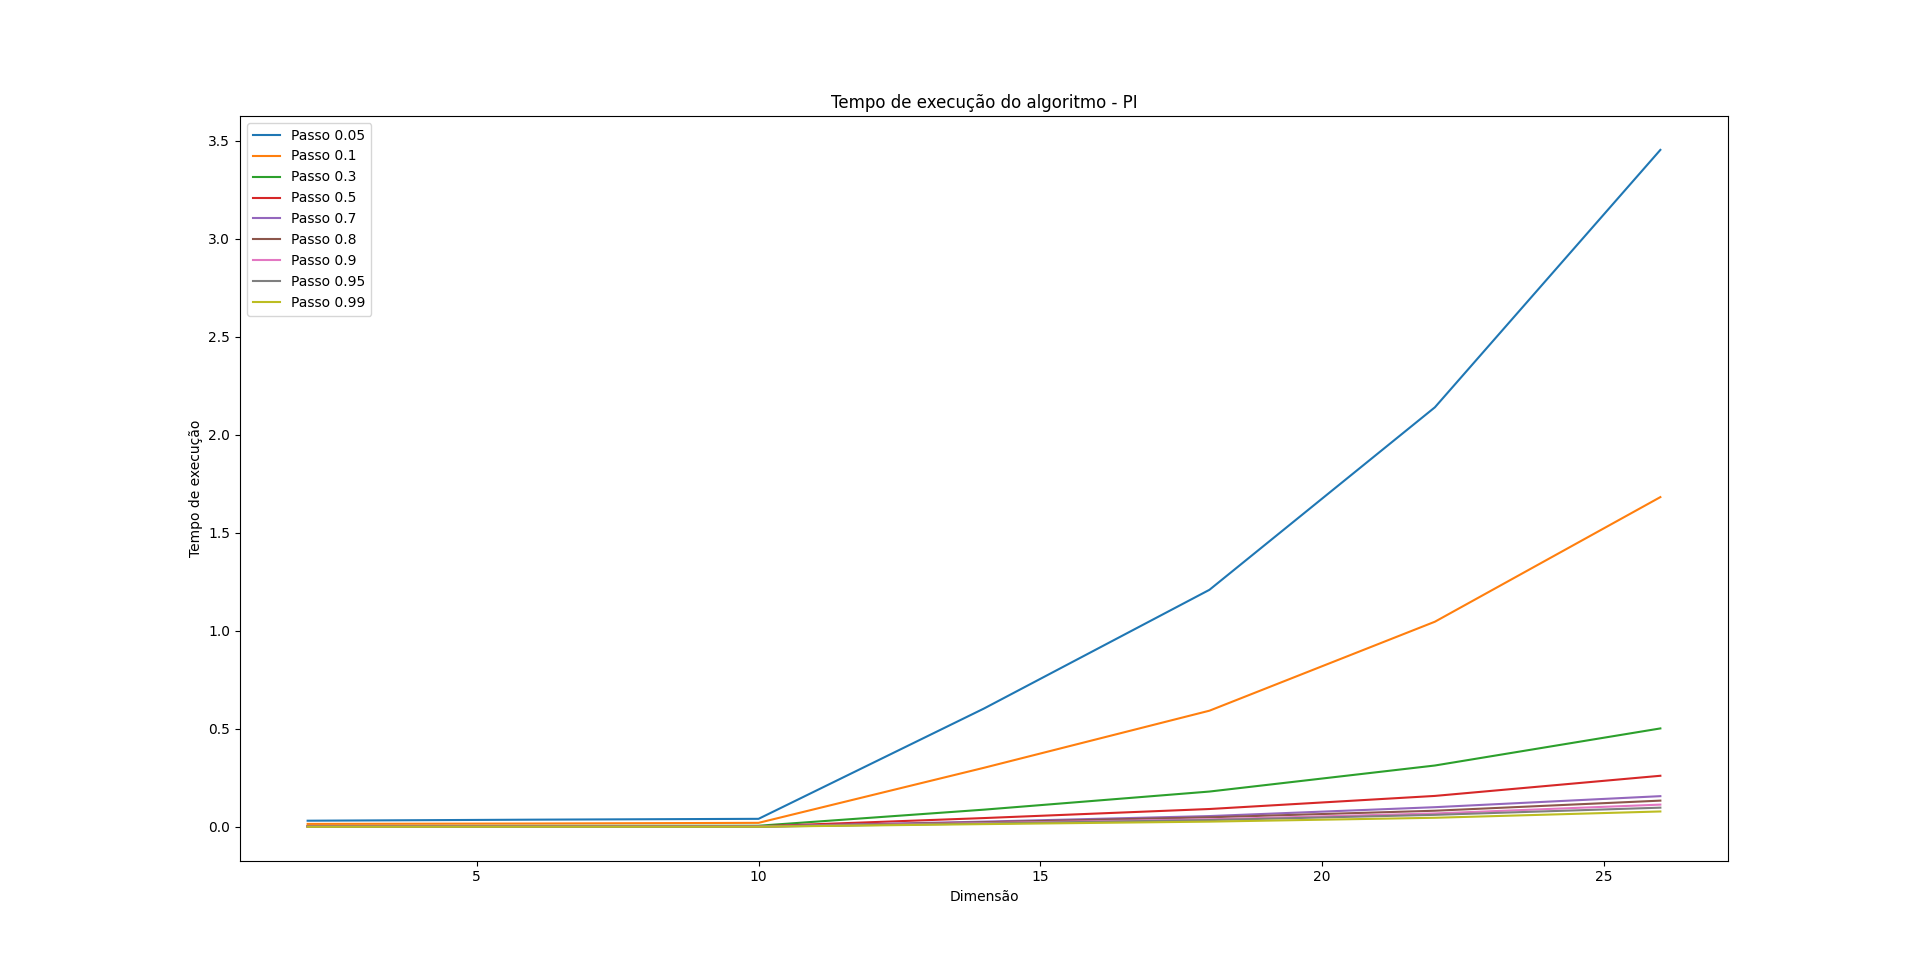 Tempo de execução do algoritmo - PI
Passo 0.05
Passo 0.1
Passo 0.3
Passo 0.5
Passo 0.7
Passo 0.8
Passo 0.9
Passo 0.95
Passo 0.99
3.5
3.0
2.5
2.0
1.5
1.0
0.5
0.0
Tempo de execução
5
10
15
20
25
Dimensão